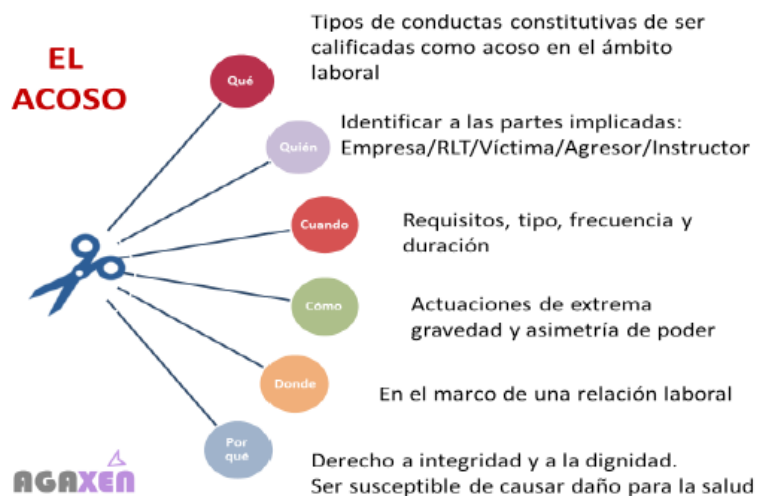 EL
ACOSO
Qué
Tipos de conductas constitutivas de ser
calificadas como acoso en el ámbito
laboral
Quién
Identificar a las partes implicadas:
Empresa/RLT/Víctima/Agresor/Instructor
Cuando
Requisitos, tipo, frecuencia y
duración
Cómo
Actuaciones de extrema
gravedad y asimetría de poder
Donde
En el marco de una relación laboral
Por
qué
Derecho a integridad y a la dignidad.
Ser susceptible de causar daño para la salud
AGAXEN